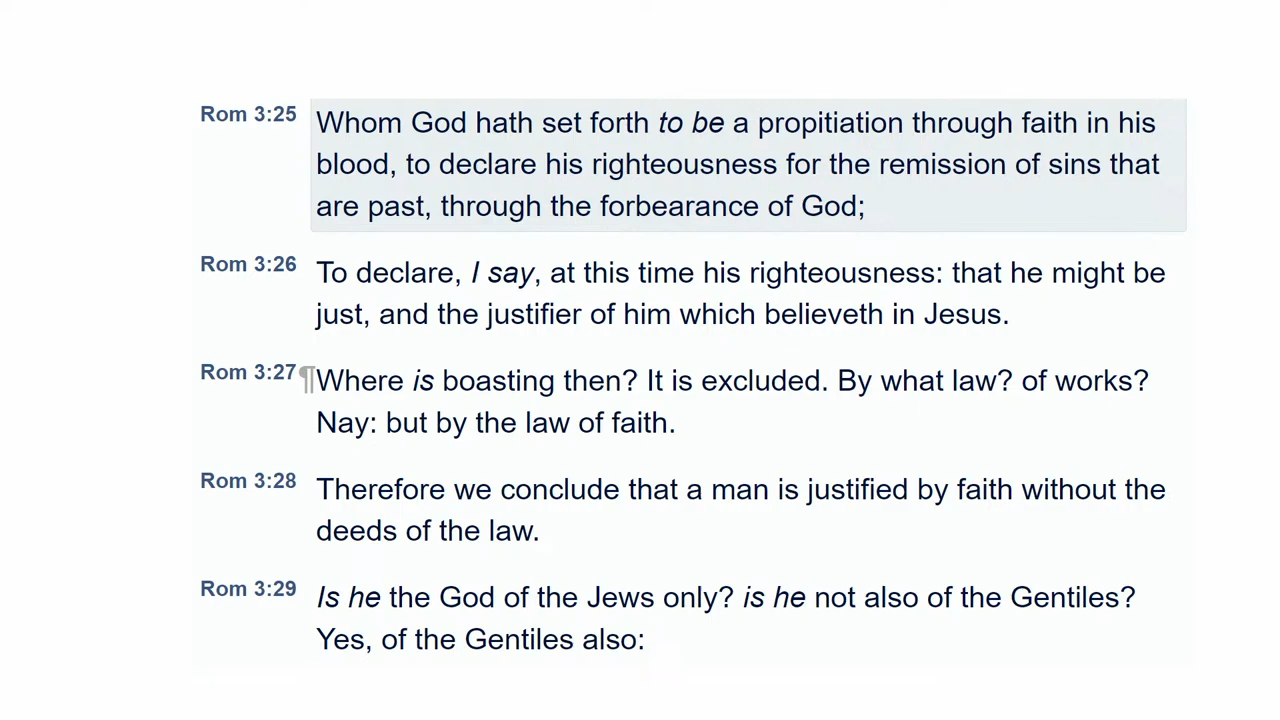 Rom 3:25 Whom God hath set forth to be a propitiation through faith in his
blood, to declare his righteousness for the remission of sins that
are past, through the forbearance of God;
Rom 3:26 To declare, I say, at this time his righteousness: that he might be
just, and the justifier of him which believeth in Jesus.
Rom 3:27 ¶Where is boasting then? It is excluded. By what law? of works?
Nay: but by the law of faith.
Rom 3:28 Therefore we conclude that a man is justified by faith without the
deeds of the law.
Rom 3:29 Is he the God of the Jews only? is he not also of the Gentiles?
Yes, of the Gentiles also: